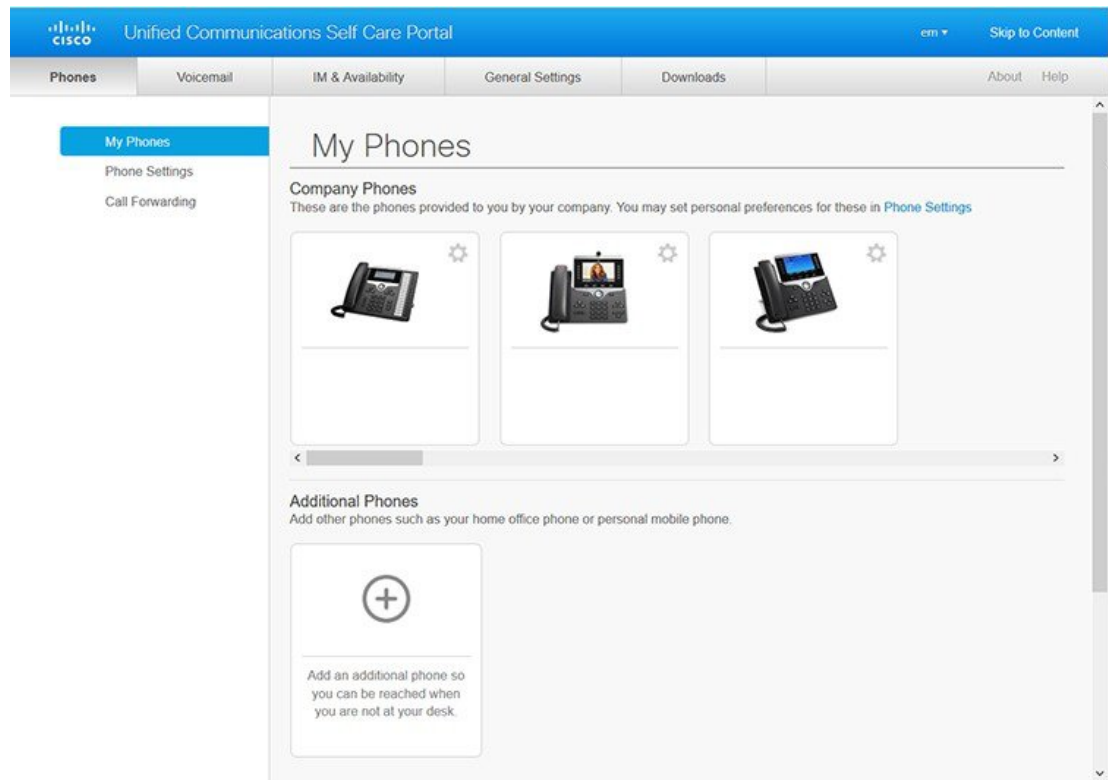 cisco
Unified Communications Self Care Portal
em
Skip to Content
Phones
Voicemail
IM & Availability
General Settings
Downloads
About
Help
My Phones
Phone Settings
Call Forwarding
My Phones
Company Phones
These are the phones provided to you by your company. You may set personal preferences for these in Phone Settings
Additional Phones
Add other phones such as your home office phone or personal mobile phone.
Add an additional phone so
you can be reached when
you are not at your desk.